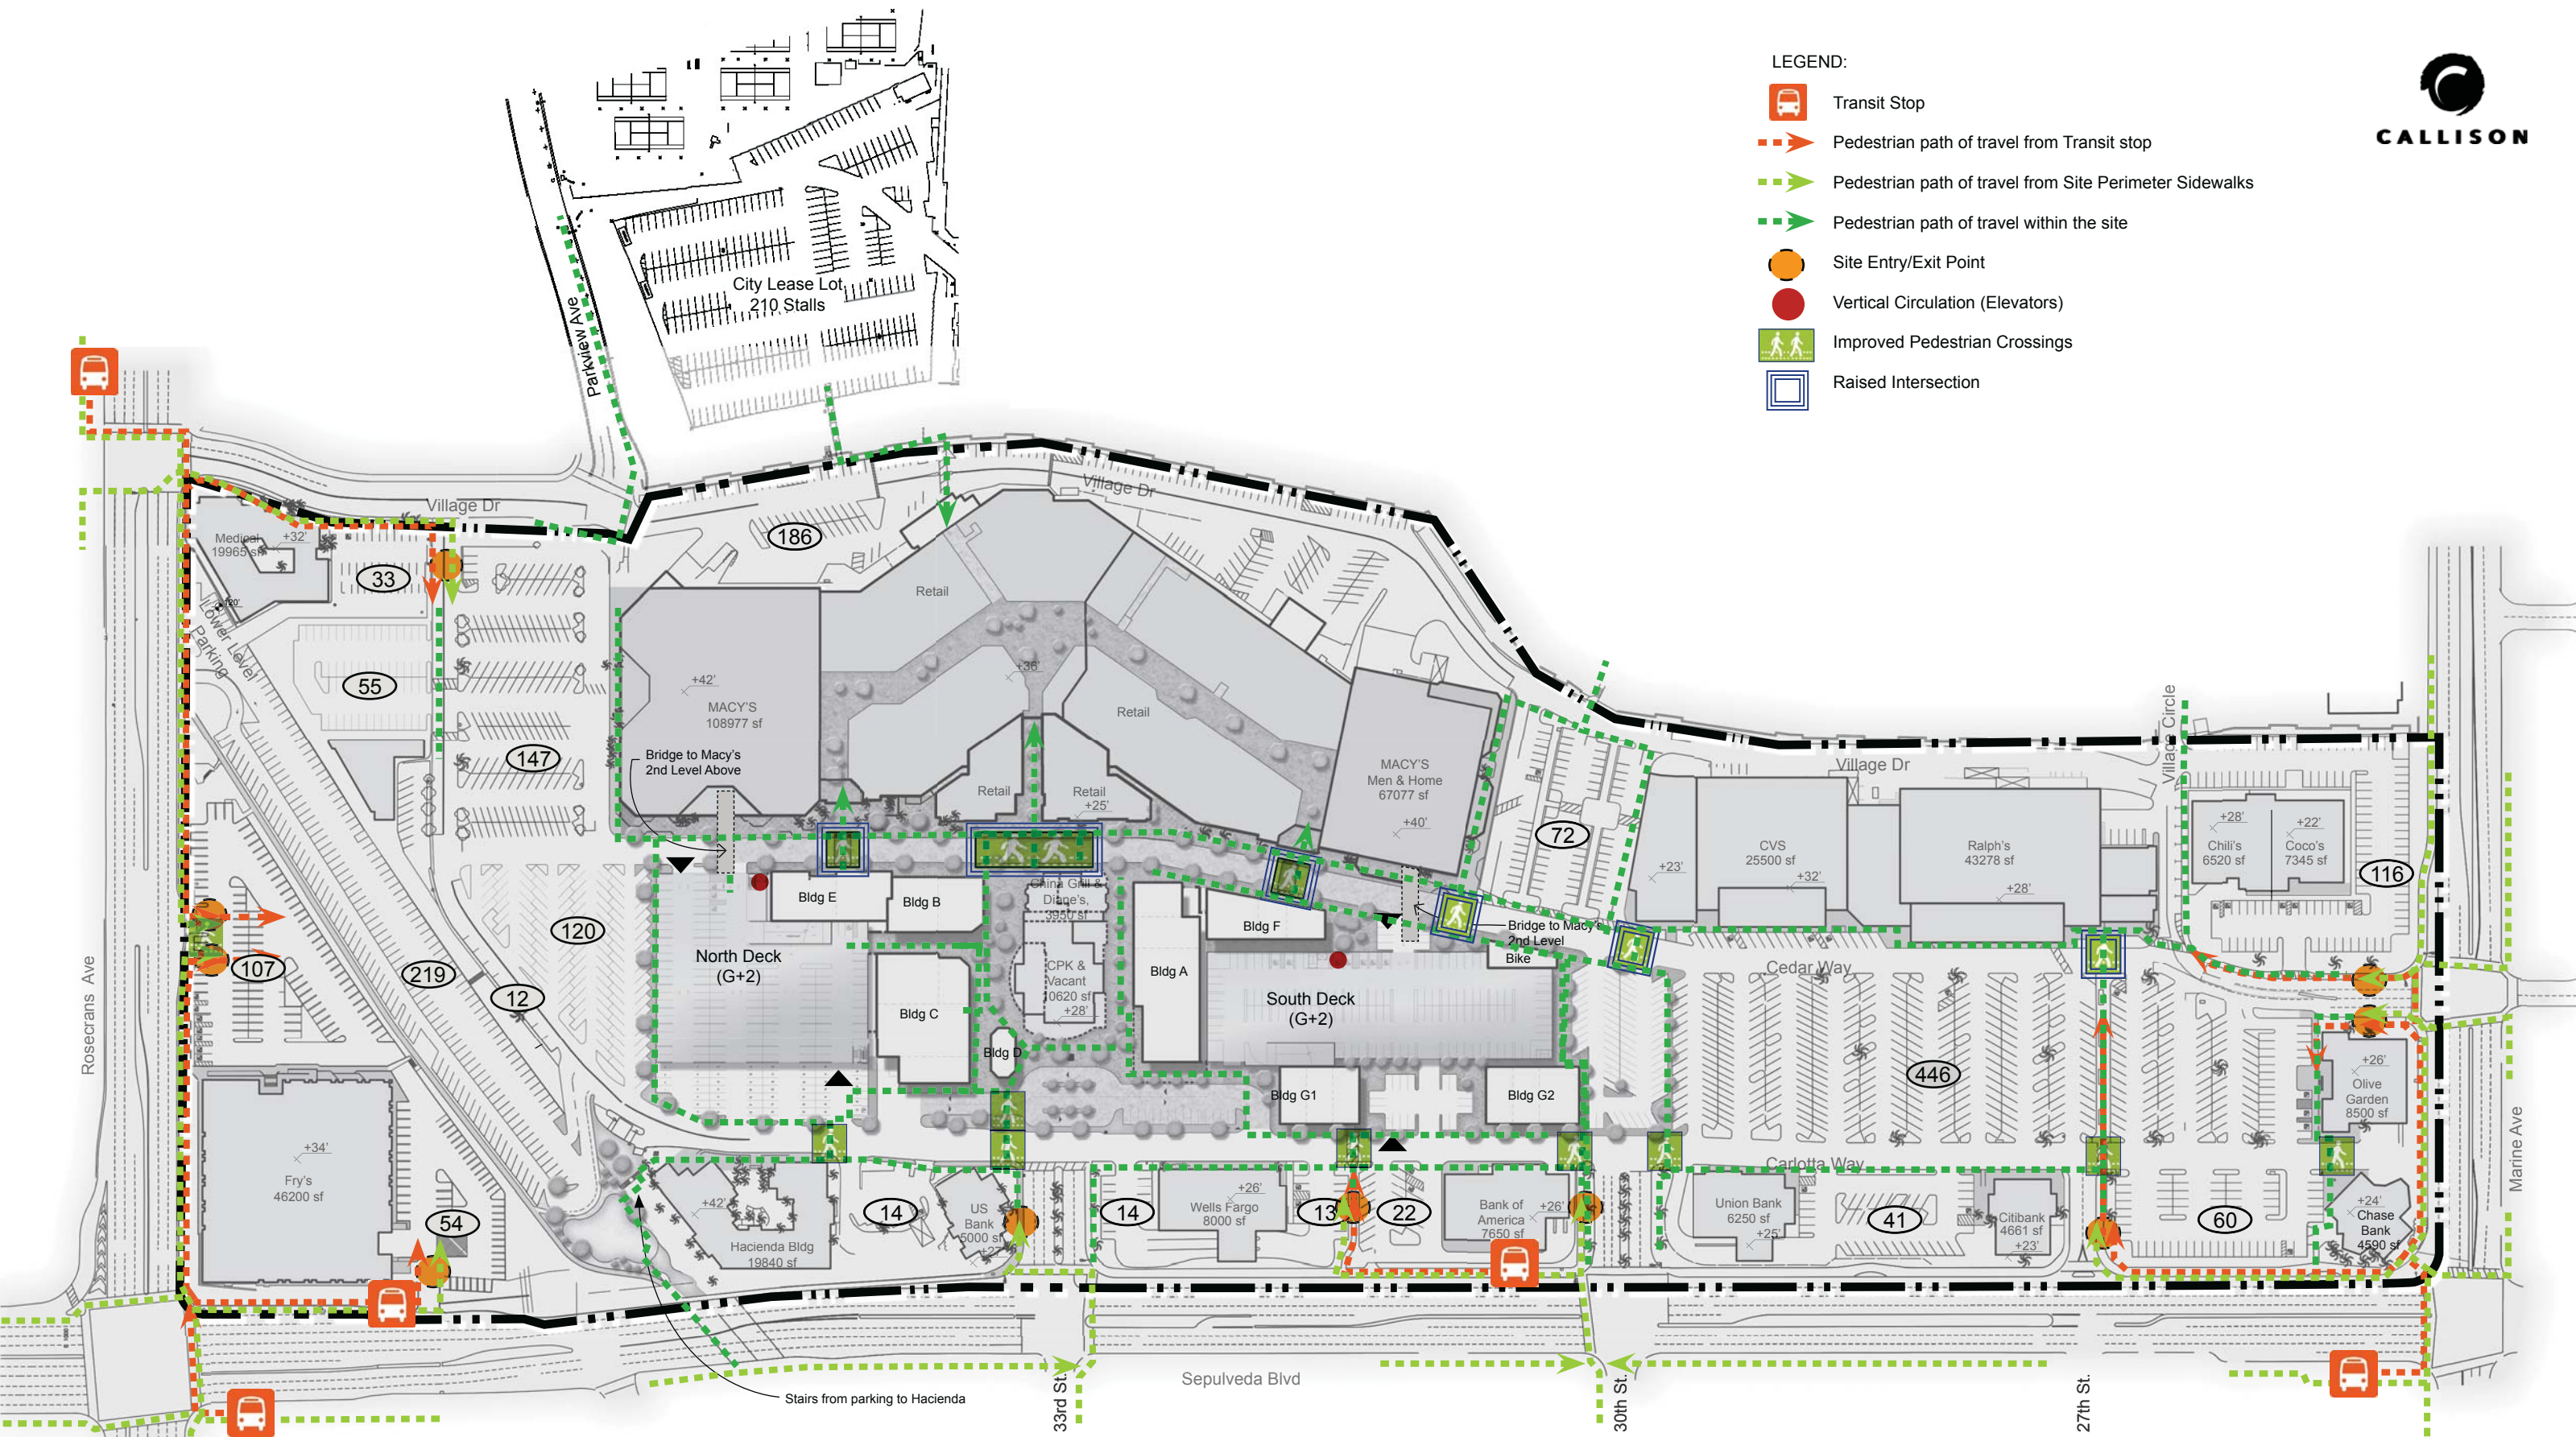 LEGEND:
Transit Stop
Pedestrian path of travel from Transit stop
Pedestrian path of travel from Site Perimeter Sidewalks
Pedestrian path of travel within the site
Site Entry/Exit Point
Vertical Circulation (Elevators)
Improved Pedestrian Crossings
Raised Intersection
CALLISON
City Lease Lot
210 Stalls
Parkview Ave
Village Dr
Village Dr
Village Dr
Village Circle
Medical
19965 sf
+32'
33
186
Lower Level
Parking
55
147
Retail
+36'
+42'
MACY'S
108977 sf
Bridge to Macy's
2nd Level Above
Retail
Retail
Retail
+25'
MACY'S
Men & Home
67077 sf
+40'
72
+23'
CVS
25500 sf
+32'
Ralph's
43278 sf
+28'
+28'
Chili's
6520 sf
+22'
Coco's
7345 sf
116
Bldg E
Bldg B
China Grill &
Diane's,
3950 sf
Bldg F
Bridge to Macy's
2nd Level
Bike
120
North Deck
(G+2)
CPK &
Vacant
10620 sf
+28'
Bldg A
South Deck
(G+2)
Cedar Way
107
219
12
Bldg C
Bldg D
Bldg G1
Bldg G2
446
+26'
Olive
Garden
8500 sf
Rosecrans Ave
Marine Ave
Carlotta Way
+34'
Fry's
46200 sf
54
+42'
Hacienda Bldg
19840 sf
14
US
Bank
5000 sf
+27'
14
+26'
Wells Fargo
8000 sf
13
22
Bank of
America
7650 sf
+26'
Union Bank
6250 sf
+25'
41
Citibank
4661 sf
+23'
60
+24'
Chase
Bank
4590 sf
Stairs from parking to Hacienda
33rd St.
Sepulveda Blvd
30th St.
27th St.